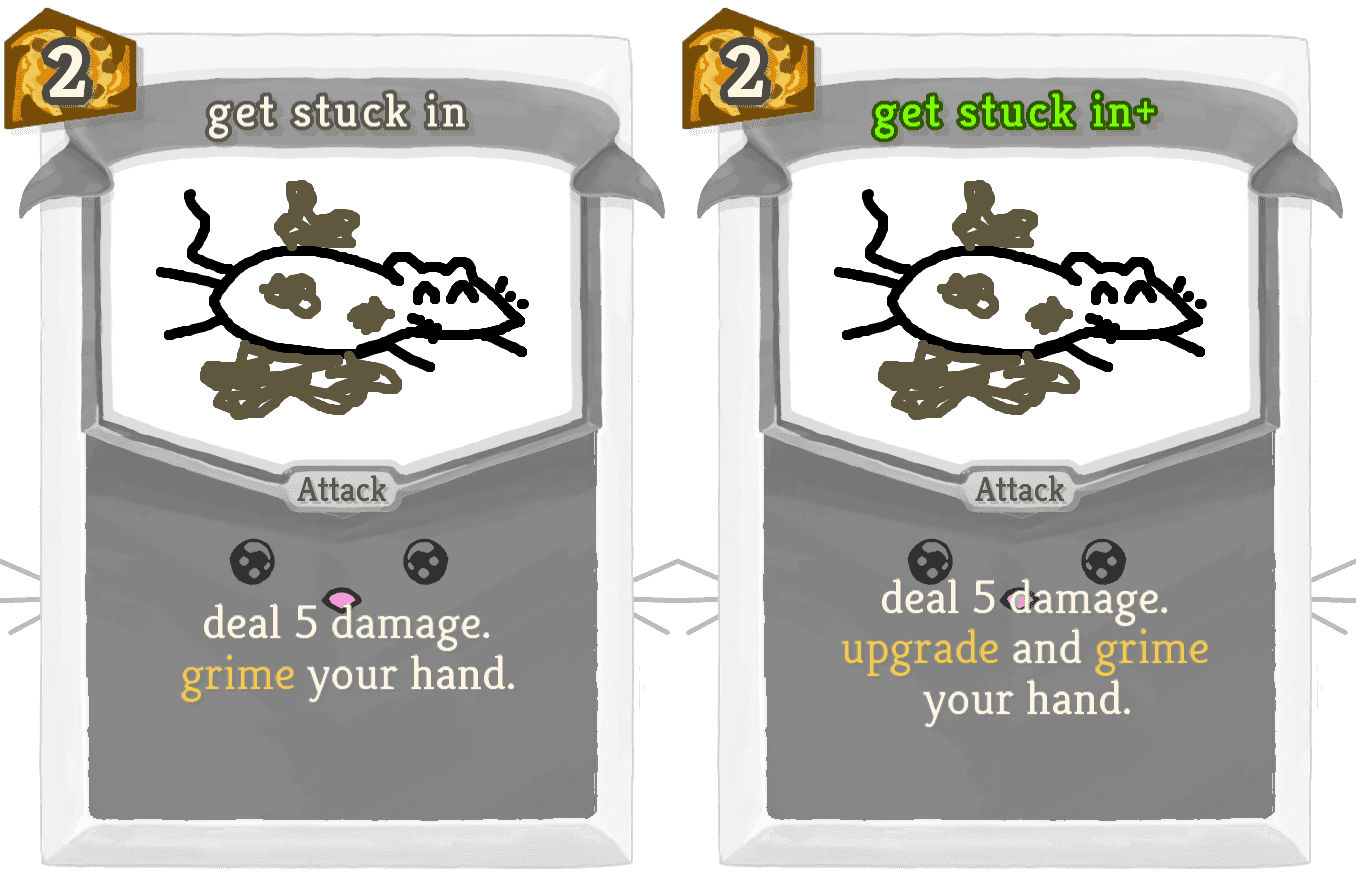 2
get stuck in
Attack
deal 5 damage.
grime your hand.
2
get stuck in+
Attack
deal 5 damage.
upgrade and grime
your hand.